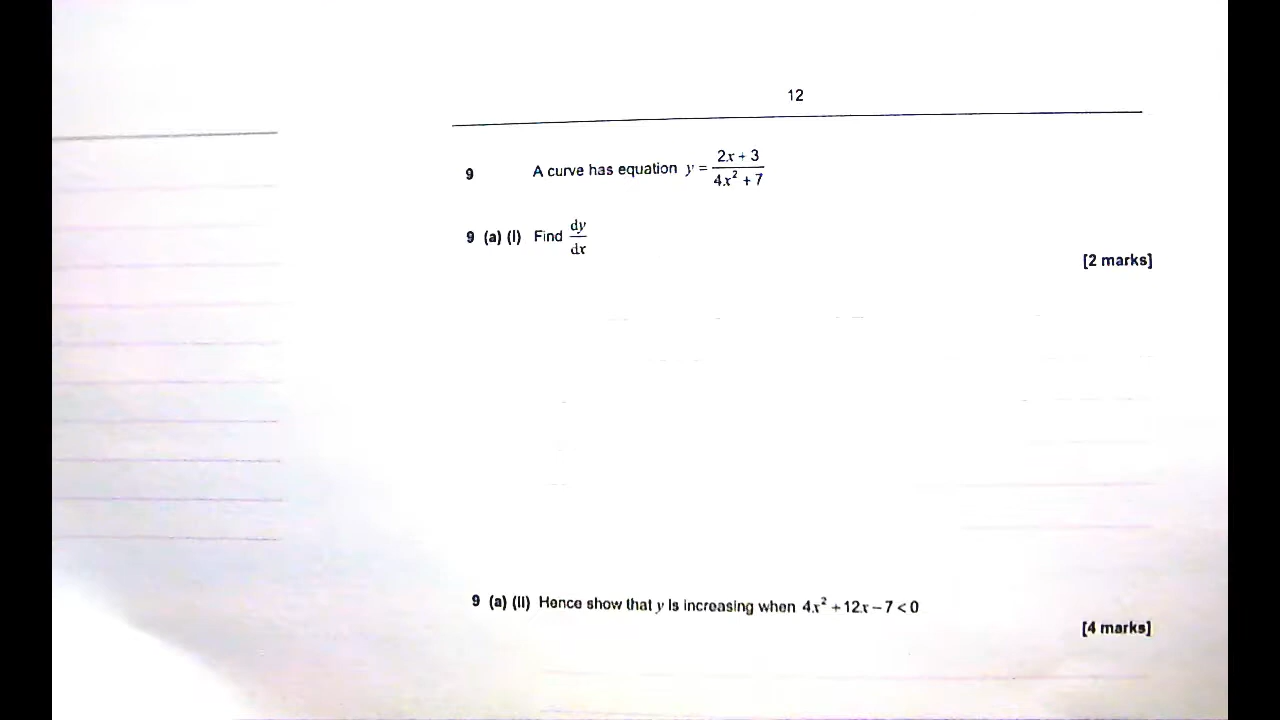 12
9 A curve has equation y = (2x + 3)/(4x² + 7)
9 (a) (i) Find dy/dx
[2 marks]
9 (a) (ii) Hence show that y is increasing when 4x² + 12x − 7 < 0
[4 marks]